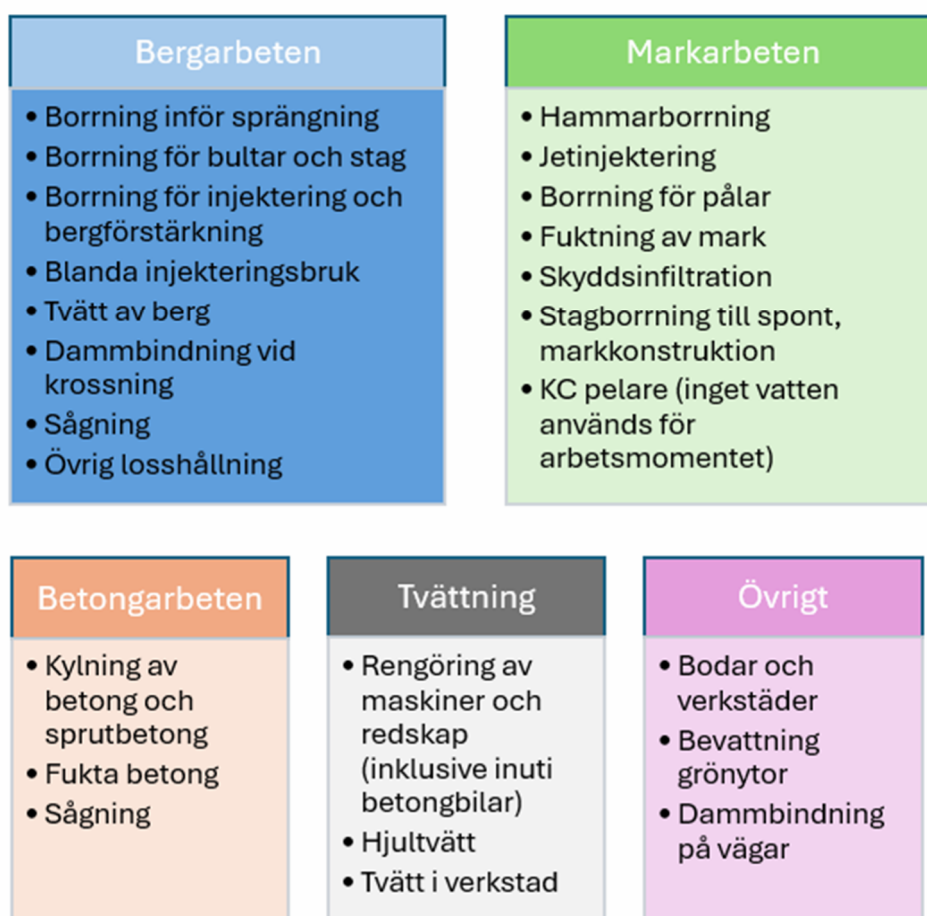 Bergarbeten
• Borrning inför sprängning
• Borrning för bultar och stag
• Borrning för injektering och
bergförstärkning
• Blanda injekteringsbruk
• Tvätt av berg
• Dammbindning vid
krossning
• Sågning
• Övrig losshållning
Markarbeten
• Hammarborrning
• Jetinjektering
• Borrning för pålar
• Fuktning av mark
• Skyddsinfiltration
• Stagborrning till spont,
markkonstruktion
• KC pelare (inget vatten
används för
arbetsmomentet)
Betongarbeten
• Kylning av
betong och
sprutbetong
• Fukta betong
• Sågning
Tvättning
• Rengöring av
maskiner och
redskap
(inklusive inuti
betongbilar)
• Hjultvätt
• Tvätt i verkstad
Övrigt
• Bodar och
verkstäder
• Bevattning
grönytor
• Dammbindning
på vägar